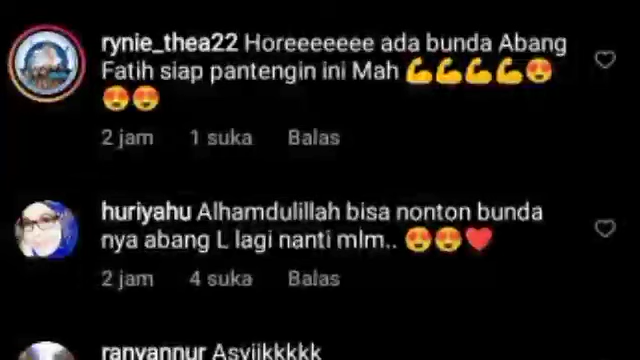 rynie_thea22 Horeeeeeee ada bunda Abang
Fatih siap pantengin ini Mah 💪💪💪💪😍
😍😍
2 jam 1 suka Balas
huriyahu Alhamdulillah bisa nonton bunda
nya abang L lagi nanti mlm.. 😍😍❤️
2 jam 4 suka Balas
ranyannur Asyiikkkkk